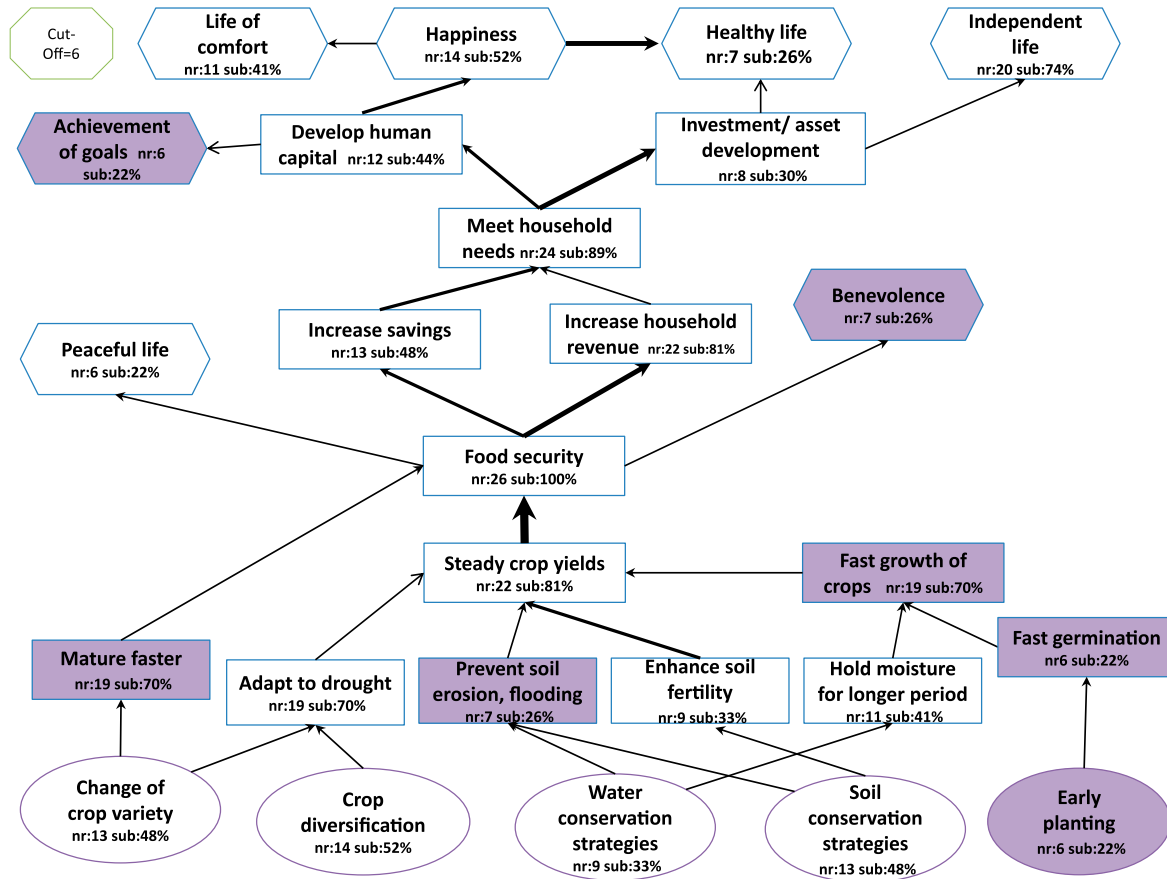 Cut-
Off=6
Life of
comfort
nr:11 sub:41%
Happiness
nr:14 sub:52%
Healthy life
nr:7 sub:26%
Independent
life
nr:20 sub:74%
Achievement
of goals nr:6
sub:22%
Develop human
capital nr:12 sub:44%
Investment/ asset
development
nr:8 sub:30%
Meet household
needs nr:24 sub:89%
Benevolence
nr:7 sub:26%
Increase savings
nr:13 sub:48%
Increase household
revenue nr:22 sub:81%
Peaceful life
nr:6 sub:22%
Food security
nr:26 sub:100%
Steady crop yields
nr:22 sub:81%
Fast growth of
crops nr:19 sub:70%
Mature faster
nr:19 sub:70%
Adapt to drought
nr:19 sub:70%
Prevent soil
erosion, flooding
nr:7 sub:26%
Enhance soil
fertility
nr:9 sub:33%
Hold moisture
for longer period
nr:11 sub:41%
Fast germination
nr6 sub:22%
Change of
crop variety
nr:13 sub:48%
Crop
diversification
nr:14 sub:52%
Water
conservation
strategies
nr:9 sub:33%
Soil
conservation
strategies
nr:13 sub:48%
Early
planting
nr:6 sub:22%